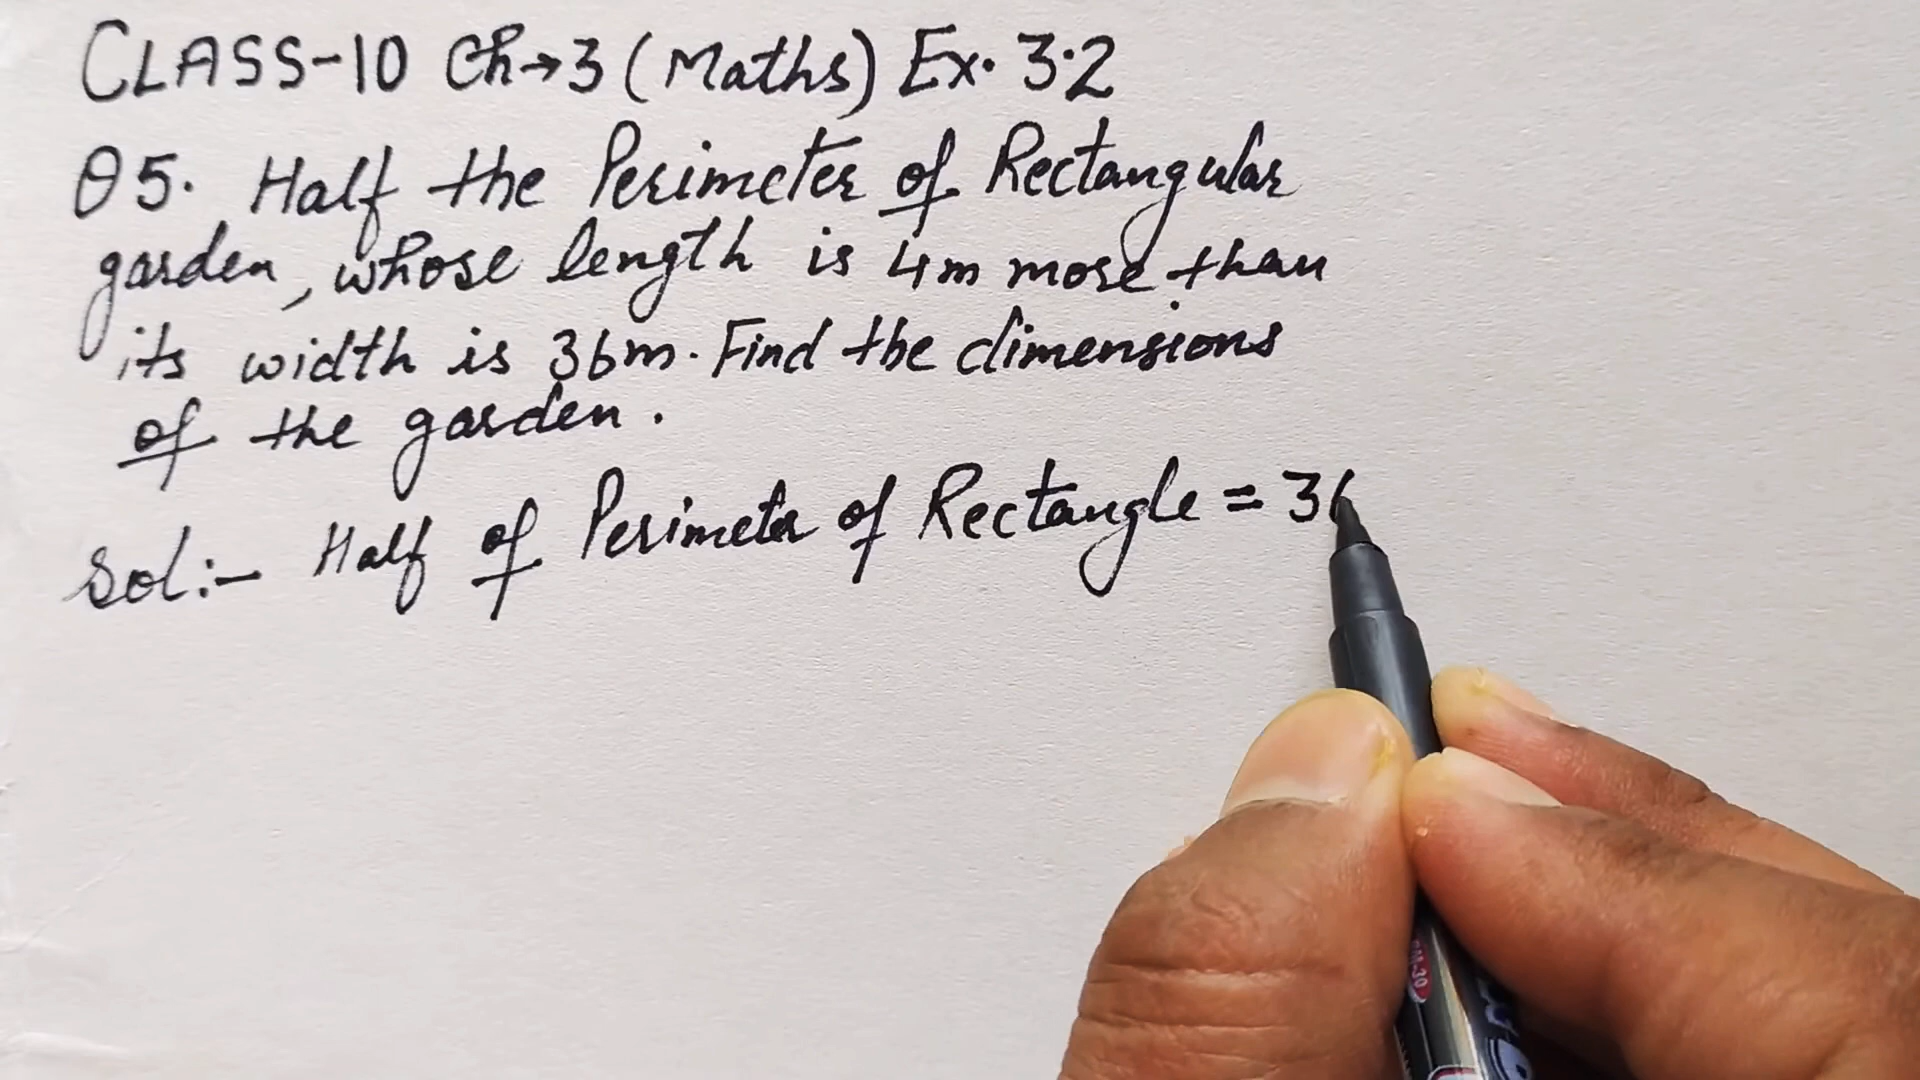 CLASS-10 Ch→3 (Maths) Ex. 3.2
Q5. Half the Perimeter of Rectangular
garden, whose length is 4m more than
its width is 36m. Find the dimensions
of the garden.
Sol:- Half of Perimeter of Rectangle = 36